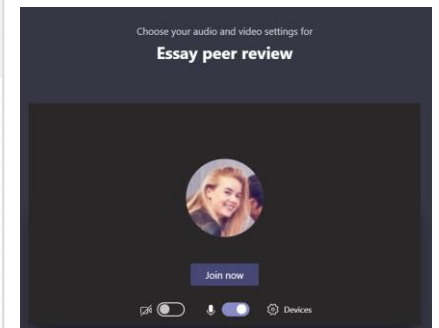 Choose your audio and video settings for
Essay peer review
Join now
Devices